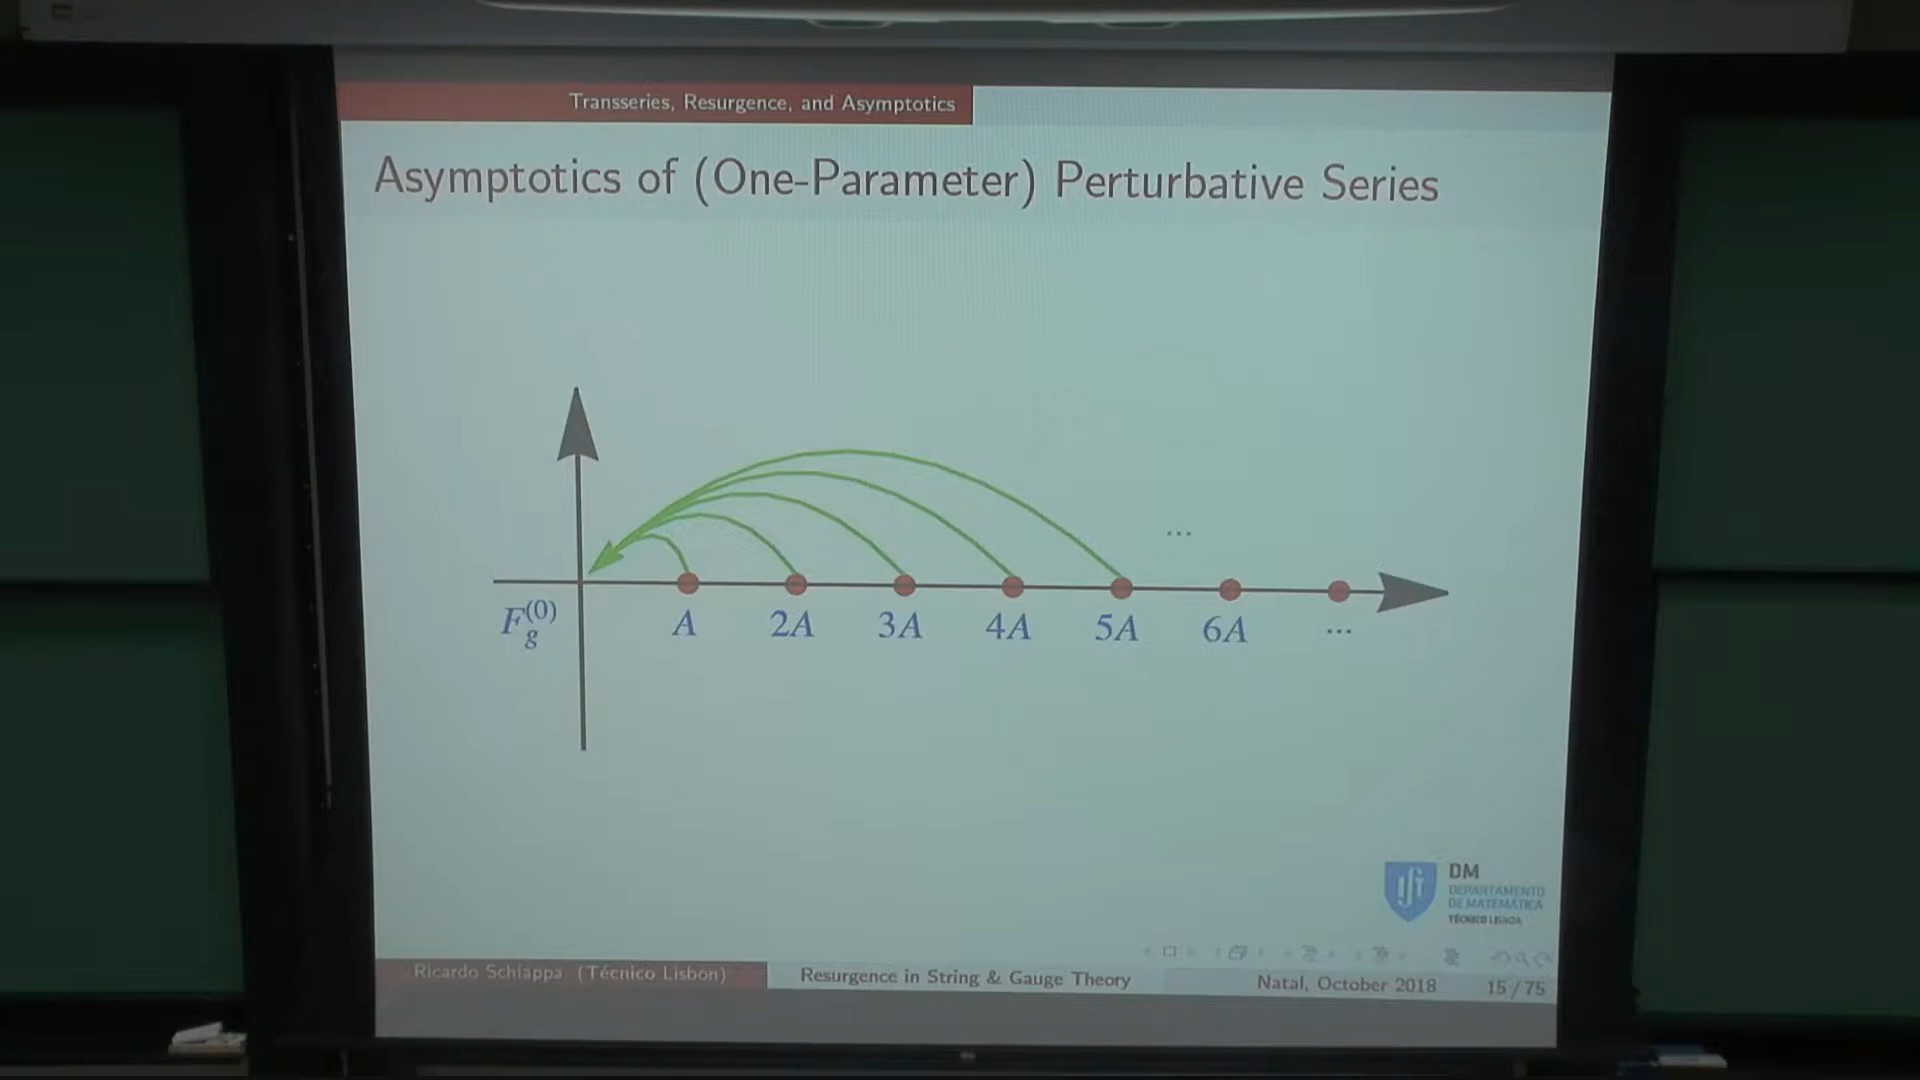 Transseries, Resurgence, and Asymptotics
Asymptotics of (One-Parameter) Perturbative Series
...
F_g^{(0)} A 2A 3A 4A 5A 6A ...
DM
DEPARTAMENTO
DE MATEMÁTICA
TÉCNICO LISBOA
Ricardo Schiappa (Técnico Lisbon) Resurgence in String & Gauge Theory Natal, October 2018 15 / 75